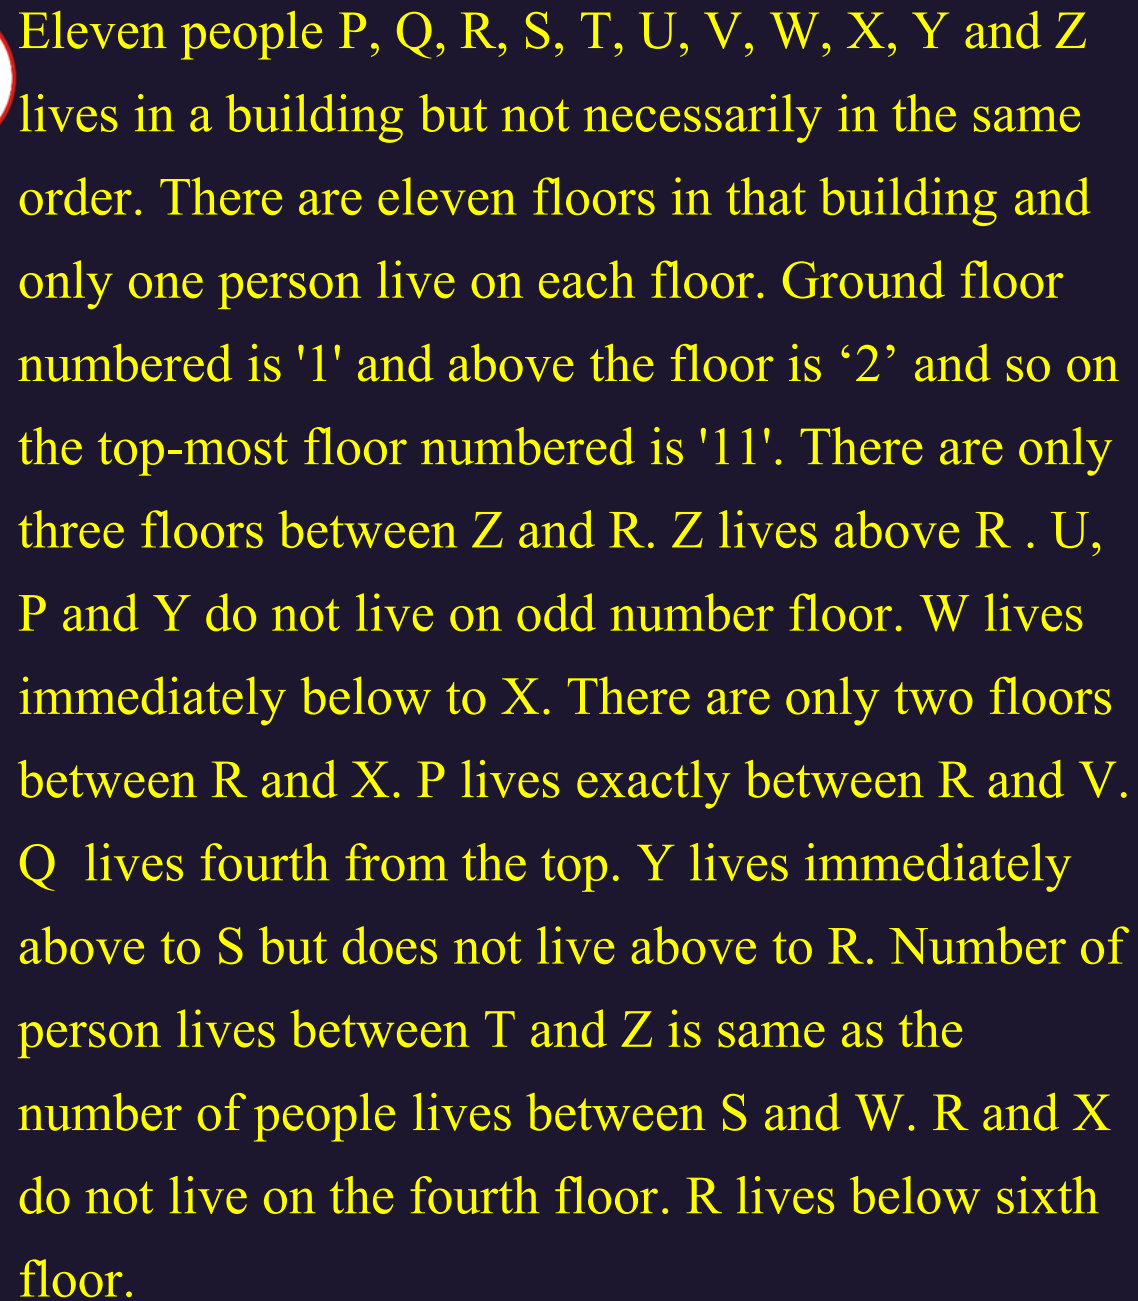 Eleven people P, Q, R, S, T, U, V, W, X, Y and Z
lives in a building but not necessarily in the same
order. There are eleven floors in that building and
only one person live on each floor. Ground floor
numbered is '1' and above the floor is ‘2’ and so on
the top-most floor numbered is '11'. There are only
three floors between Z and R. Z lives above R . U,
P and Y do not live on odd number floor. W lives
immediately below to X. There are only two floors
between R and X. P lives exactly between R and V.
Q  lives fourth from the top. Y lives immediately
above to S but does not live above to R. Number of
person lives between T and Z is same as the
number of people lives between S and W. R and X
do not live on the fourth floor. R lives below sixth
floor.